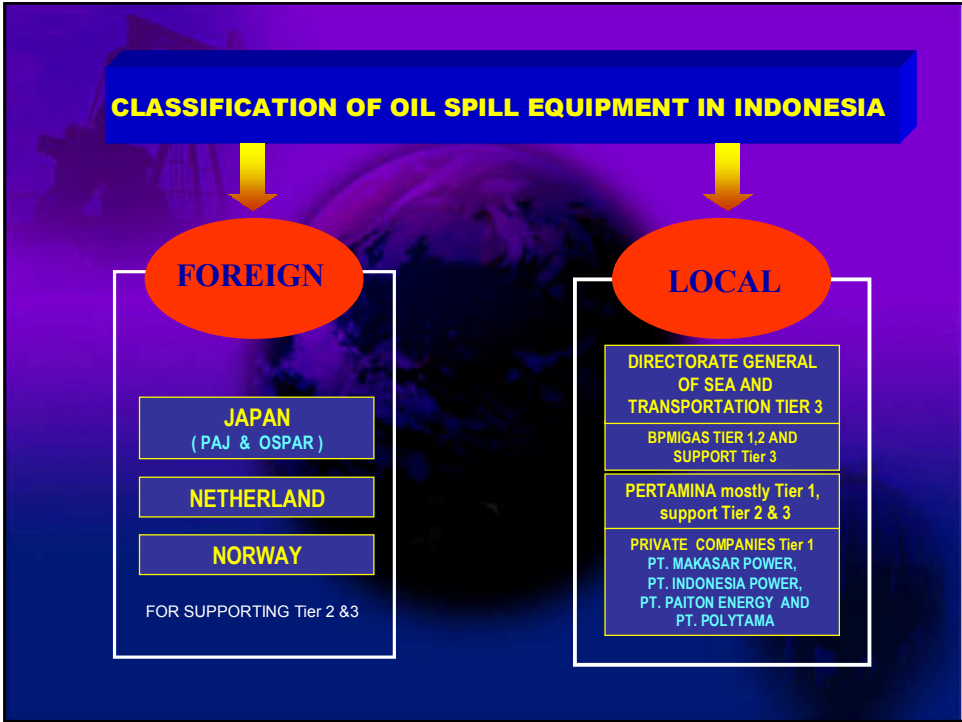 CLASSIFICATION OF OIL SPILL EQUIPMENT IN INDONESIA
FOREIGN
JAPAN
( PAJ & OSPAR )
NETHERLAND
NORWAY
FOR SUPPORTING Tier 2 &3
LOCAL
DIRECTORATE GENERAL
OF SEA AND
TRANSPORTATION TIER 3
BPMIGAS TIER 1,2 AND
SUPPORT Tier 3
PERTAMINA mostly Tier 1,
support Tier 2 & 3
PRIVATE COMPANIES Tier 1
PT. MAKASAR POWER,
PT. INDONESIA POWER,
PT. PAITON ENERGY AND
PT. POLYTAMA